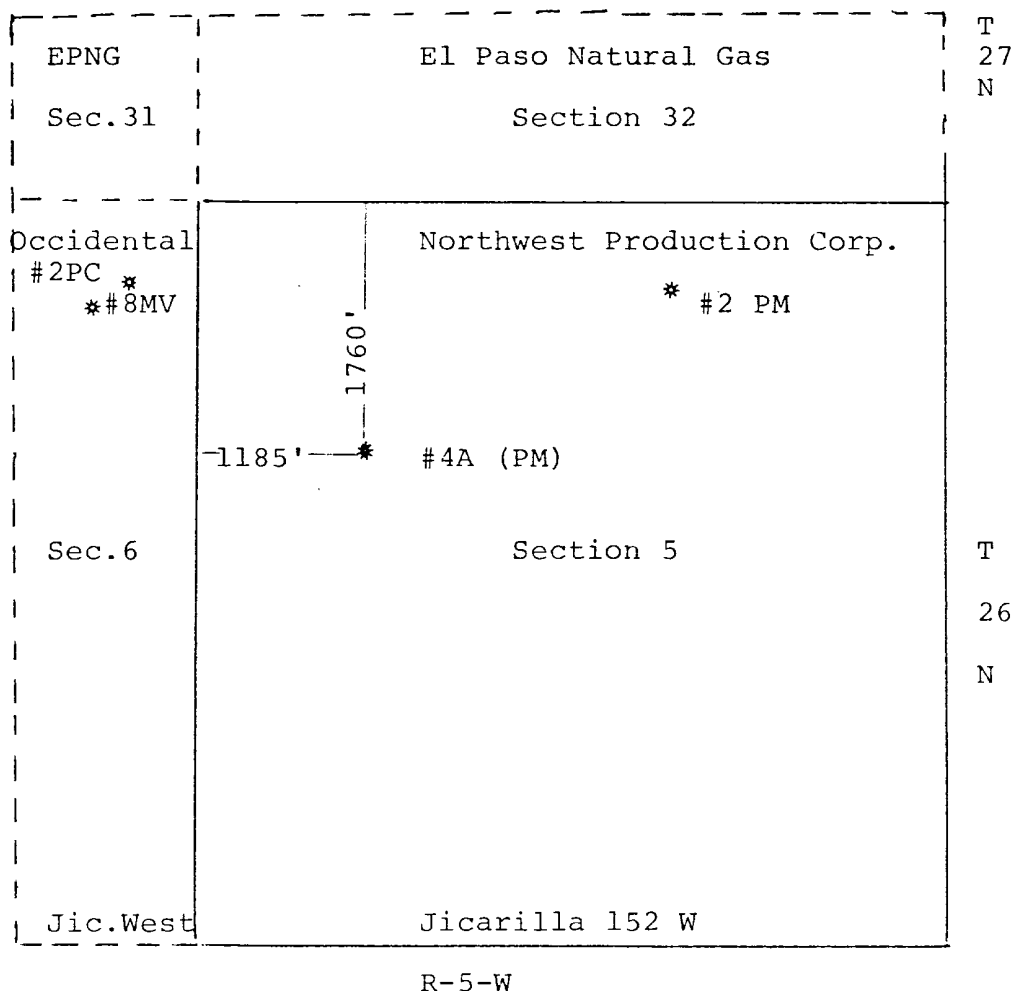 T
EPNG El Paso Natural Gas 27
N
Sec.31 Section 32
Occidental Northwest Production Corp.
#2PC
#8MV #2 PM
1760'
1185' #4A (PM)
Sec.6 Section 5 T
26
N
Jic.West Jicarilla 152 W
R-5-W